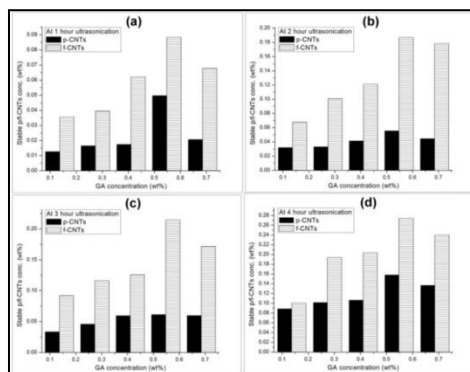 (a)
At 1 hour ultrasonication
p-CNTs
f-CNTs
Stable p/f-CNTs conc. (wt%)
0.09
0.08
0.07
0.06
0.05
0.04
0.03
0.02
0.01
0.00
0.1 0.2 0.3 0.4 0.5 0.6 0.7
GA concentration (wt%)
(b)
At 2 hour ultrasonication
p-CNTs
f-CNTs
Stable p/f-CNTs conc. (wt%)
0.20
0.18
0.16
0.14
0.12
0.10
0.08
0.06
0.04
0.02
0.00
0.1 0.2 0.3 0.4 0.5 0.6 0.7
GA concentration (wt%)
(c)
At 3 hour ultrasonication
p-CNTs
f-CNTs
Stable p/f-CNTs conc. (wt%)
0.20
0.15
0.10
0.05
0.00
0.1 0.2 0.3 0.4 0.5 0.6 0.7
GA concentration (wt%)
(d)
At 4 hour ultrasonication
p-CNTs
f-CNTs
Stable p/f-CNTs conc. (wt%)
0.28
0.26
0.24
0.22
0.20
0.18
0.16
0.14
0.12
0.10
0.08
0.06
0.04
0.02
0.00
0.1 0.2 0.3 0.4 0.5 0.6 0.7
GA concentration (wt%)